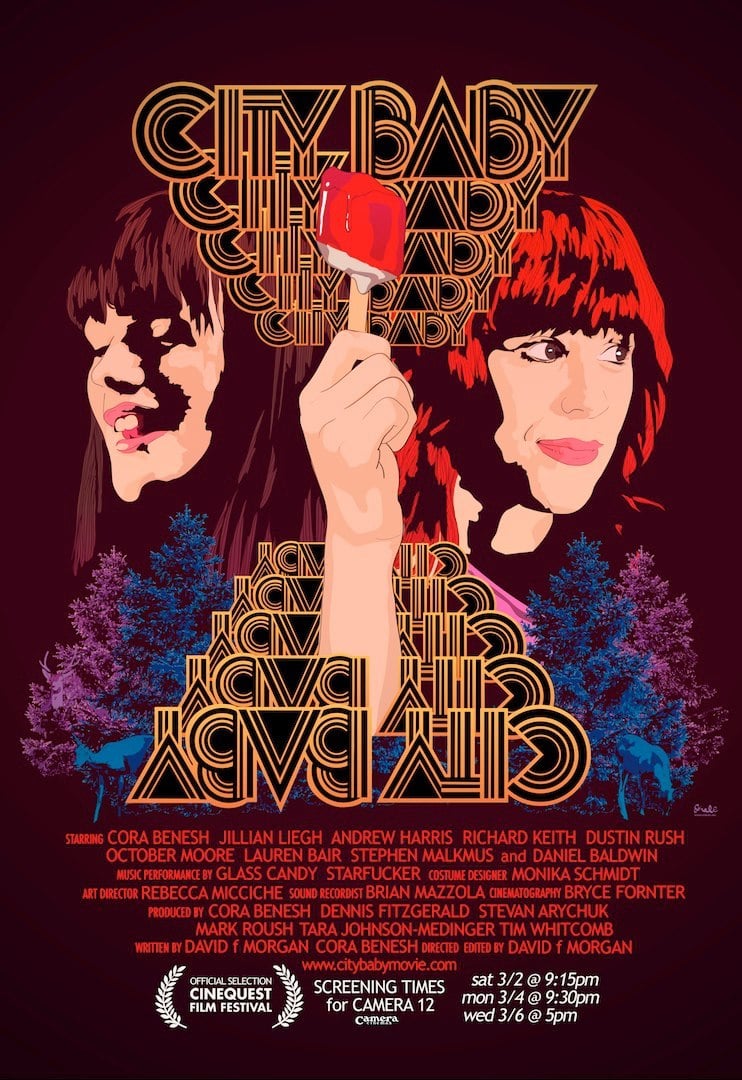 CITY BABY
CITY BABY
CITY BABY
CITY BABY
CITY BABY
CITY BABY
CITY BABY
CITY BABY
CITY BABY
CITY BABY
STARRING CORA BENESH JILLIAN LIEGH ANDREW HARRIS RICHARD KEITH DUSTIN RUSH
OCTOBER MOORE LAUREN BAIR STEPHEN MALKMUS and DANIEL BALDWIN
MUSIC PERFORMANCE BY GLASS CANDY STARFUCKER COSTUME DESIGNER MONIKA SCHMIDT
ART DIRECTOR REBECCA MICCICHE SOUND RECORDIST BRIAN MAZZOLA CINEMATOGRAPHY BRYCE FORNTER
PRODUCED BY CORA BENESH DENNIS FITZGERALD STEVAN ARYCHUK
MARK ROUSH TARA JOHNSON-MEDINGER TIM WHITCOMB
WRITTEN BY DAVID f MORGAN CORA BENESH DIRECTED EDITED BY DAVID f MORGAN
www.citybabymovie.com
OFFICIAL SELECTION
CINEQUEST
FILM FESTIVAL
SCREENING TIMES
for CAMERA 12
Camera
CINEMAS
sat 3/2 @ 9:15pm
mon 3/4 @ 9:30pm
wed 3/6 @ 5pm